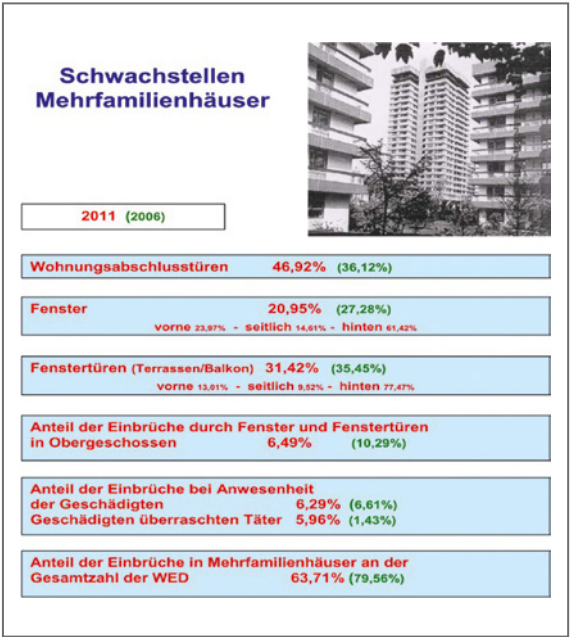 Schwachstellen
Mehrfamilienhäuser
2011 (2006)
Wohnungsabschlusstüren 46,92% (36,12%)
Fenster 20,95% (27,28%)
vorne 23,97% - seitlich 14,61% - hinten 61,42%
Fenstertüren (Terrassen/Balkon) 31,42% (35,45%)
vorne 13,01% - seitlich 9,52% - hinten 77,47%
Anteil der Einbrüche durch Fenster und Fenstertüren
in Obergeschossen 6,49% (10,29%)
Anteil der Einbrüche bei Anwesenheit
der Geschädigten 6,29% (6,61%)
Geschädigten überraschten Täter 5,96% (1,43%)
Anteil der Einbrüche in Mehrfamilienhäuser an der
Gesamtzahl der WED 63,71% (79,56%)